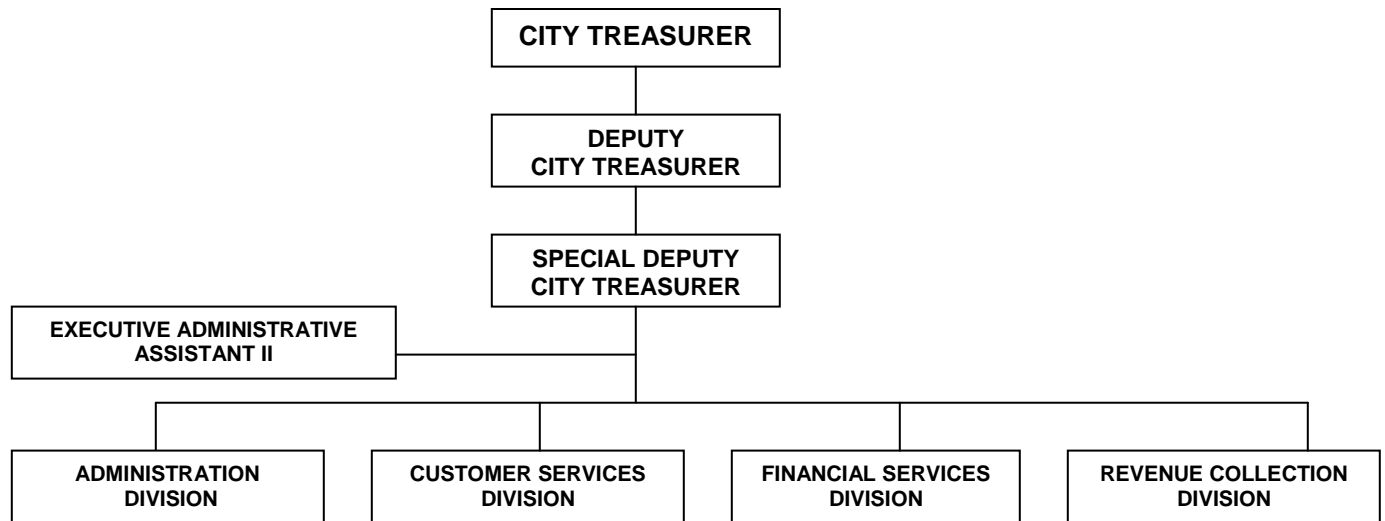 CITY TREASURER
DEPUTY
CITY TREASURER
SPECIAL DEPUTY
CITY TREASURER
EXECUTIVE ADMINISTRATIVE
ASSISTANT II
ADMINISTRATION
DIVISION
CUSTOMER SERVICES
DIVISION
FINANCIAL SERVICES
DIVISION
REVENUE COLLECTION
DIVISION